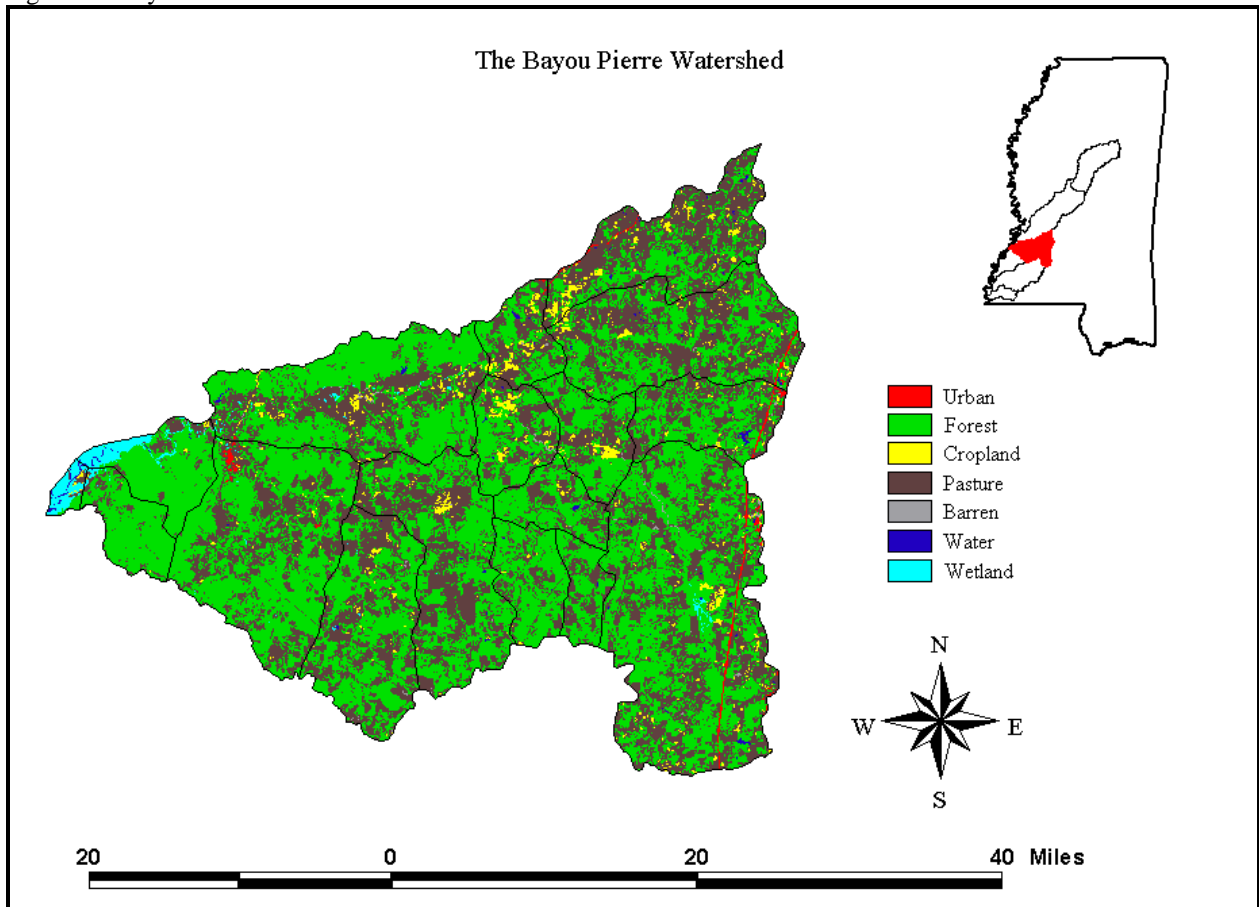 The Bayou Pierre Watershed
Urban
Forest
Cropland
Pasture
Barren
Water
Wetland
N
W E
S
20 0 20 40 Miles